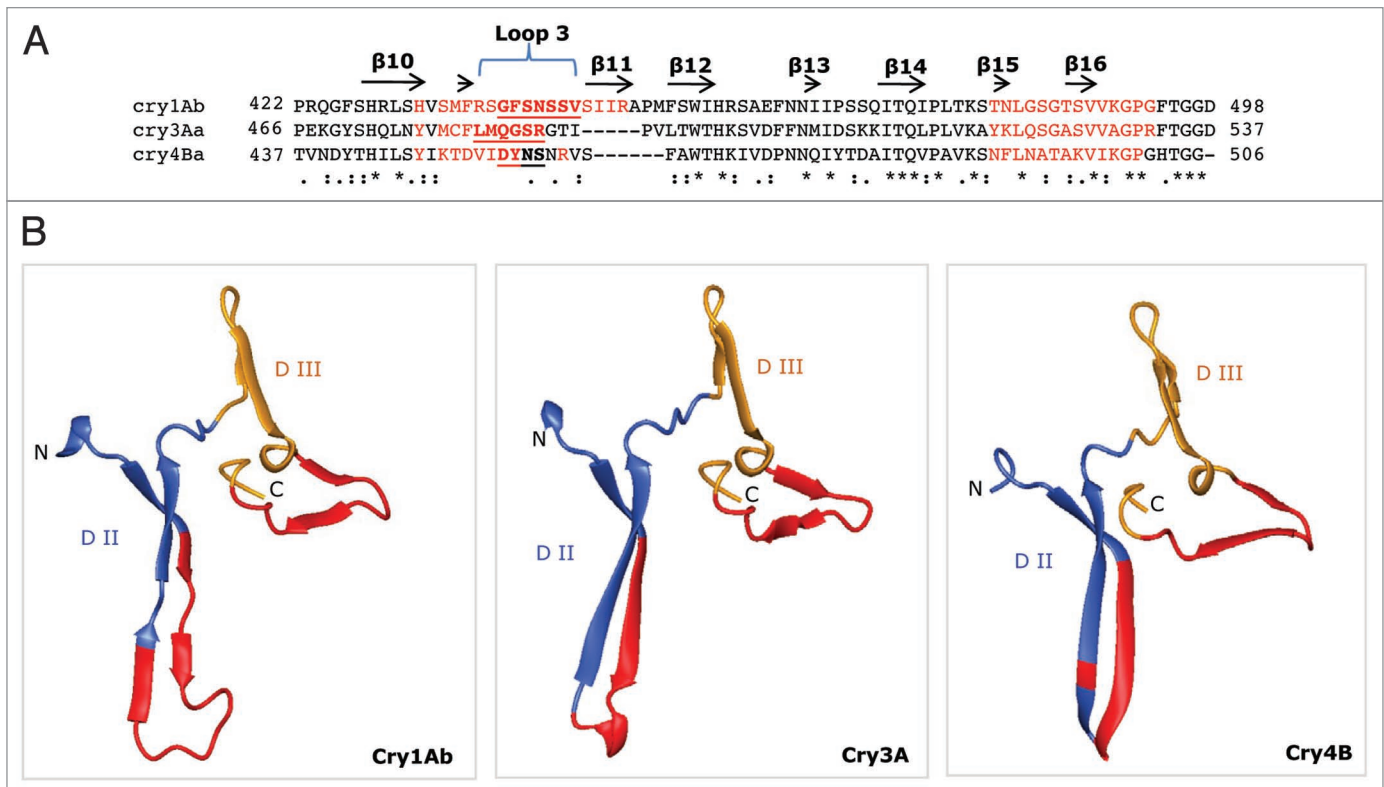 A
Loop 3
β10 β11 β12 β13 β14 β15 β16
cry1Ab 422 PRQGFSHRLSHVSMFRSGFSNSSVSIIRAPMFSWIHRSAEFNNIIPSSQITQIPLTKSTNLGSGTSVVKGPGFTGGD 498
cry3Aa 466 PEKGYSHQLNYVMCFLMQGSRGTI-----PVLTWTHKSVDFFNMIDSKKITQLPLVKAYKLQSGASVVAGPRFTGGD 537
cry4Ba 437 TVNDYTHILSYIKTDVIDYNSNRVS------FAWTHKIVDPNNQIYTDAITQVPAVKSNFLNATAKVIKGPGHTGG- 506
. :.::* *.:: . . : ::* *: .: * :. ***:* .*: * : :.*: ** .***
B
D III
N
C
D II
Cry1Ab
D III
N
C
D II
Cry3A
D III
N
C
D II
Cry4B